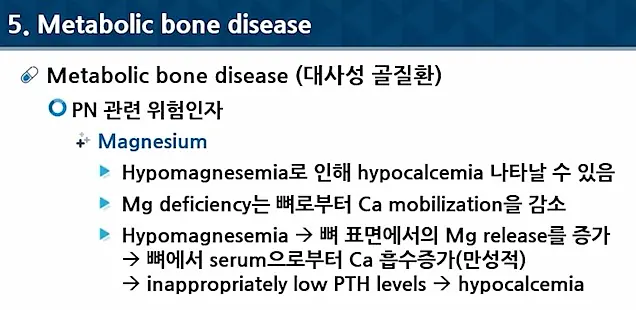 5. Metabolic bone disease
Metabolic bone disease (대사성 골질환)
PN 관련 위험인자
Magnesium
Hypomagnesemia로 인해 hypocalcemia 나타날 수 있음
Mg deficiency는 뼈로부터 Ca mobilization을 감소
Hypomagnesemia → 뼈 표면에서의 Mg release를 증가
→ 뼈에서 serum으로부터 Ca 흡수증가(만성적)
→ inappropriately low PTH levels → hypocalcemia